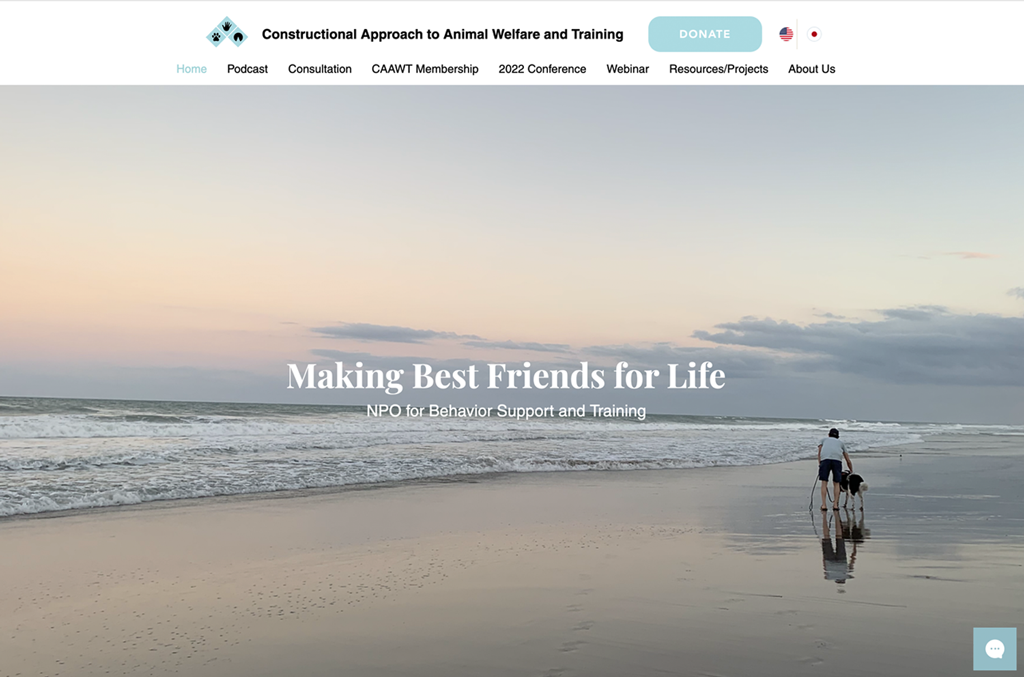 Constructional Approach to Animal Welfare and Training
DONATE
Home Podcast Consultation CAAWT Membership 2022 Conference Webinar Resources/Projects About Us
Making Best Friends for Life
NPO for Behavior Support and Training